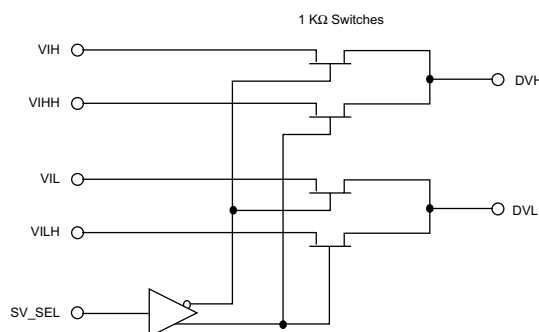 1 KΩ Switches
VIH
DVH
VIHH
VIL
DVL
VILH
SV_SEL